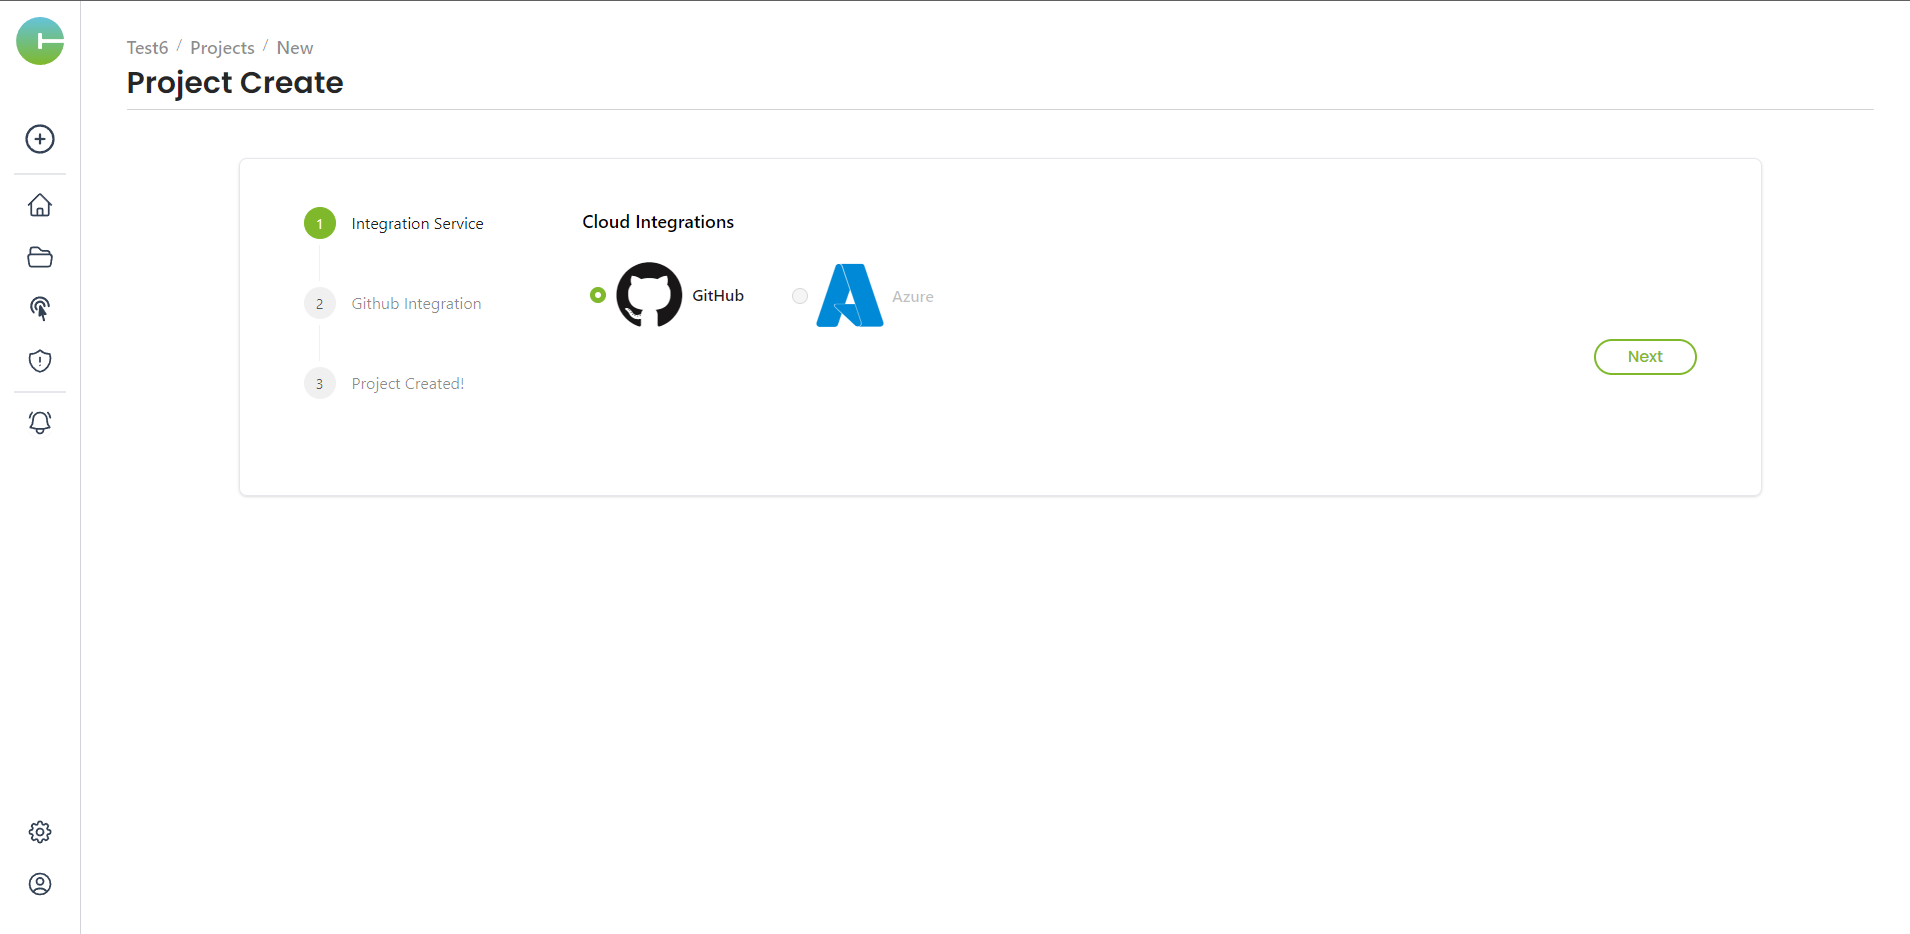 Test6 / Projects / New
Project Create
1 Integration Service
2 Github Integration
3 Project Created!
Cloud Integrations
GitHub
Azure
Next